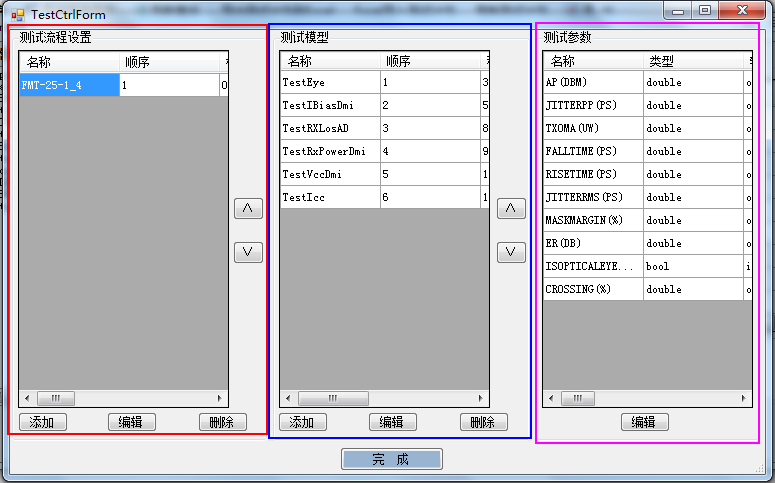 TestCtrlForm
测试流程设置
名称 顺序
FMT-25-1_4 1 0
添加 编辑 删除
测试模型
名称 顺序
TestEye 1 3
TestIBiasDmi 2 5
TestRXLosAD 3 8
TestRxPowerDmi 4 9
TestVccDmi 5 1
TestIcc 6 1
添加 编辑 删除
测试参数
名称 类型
AP(DBM) double
JITTERPP(PS) double
TXOMA(UW) double
FALLTIME(PS) double
RISETIME(PS) double
JITTERRMS(PS) double
MASKMARGIN(%) double
ER(DB) double
ISOPTICALEYE... bool
CROSSING(%) double
编辑
完 成